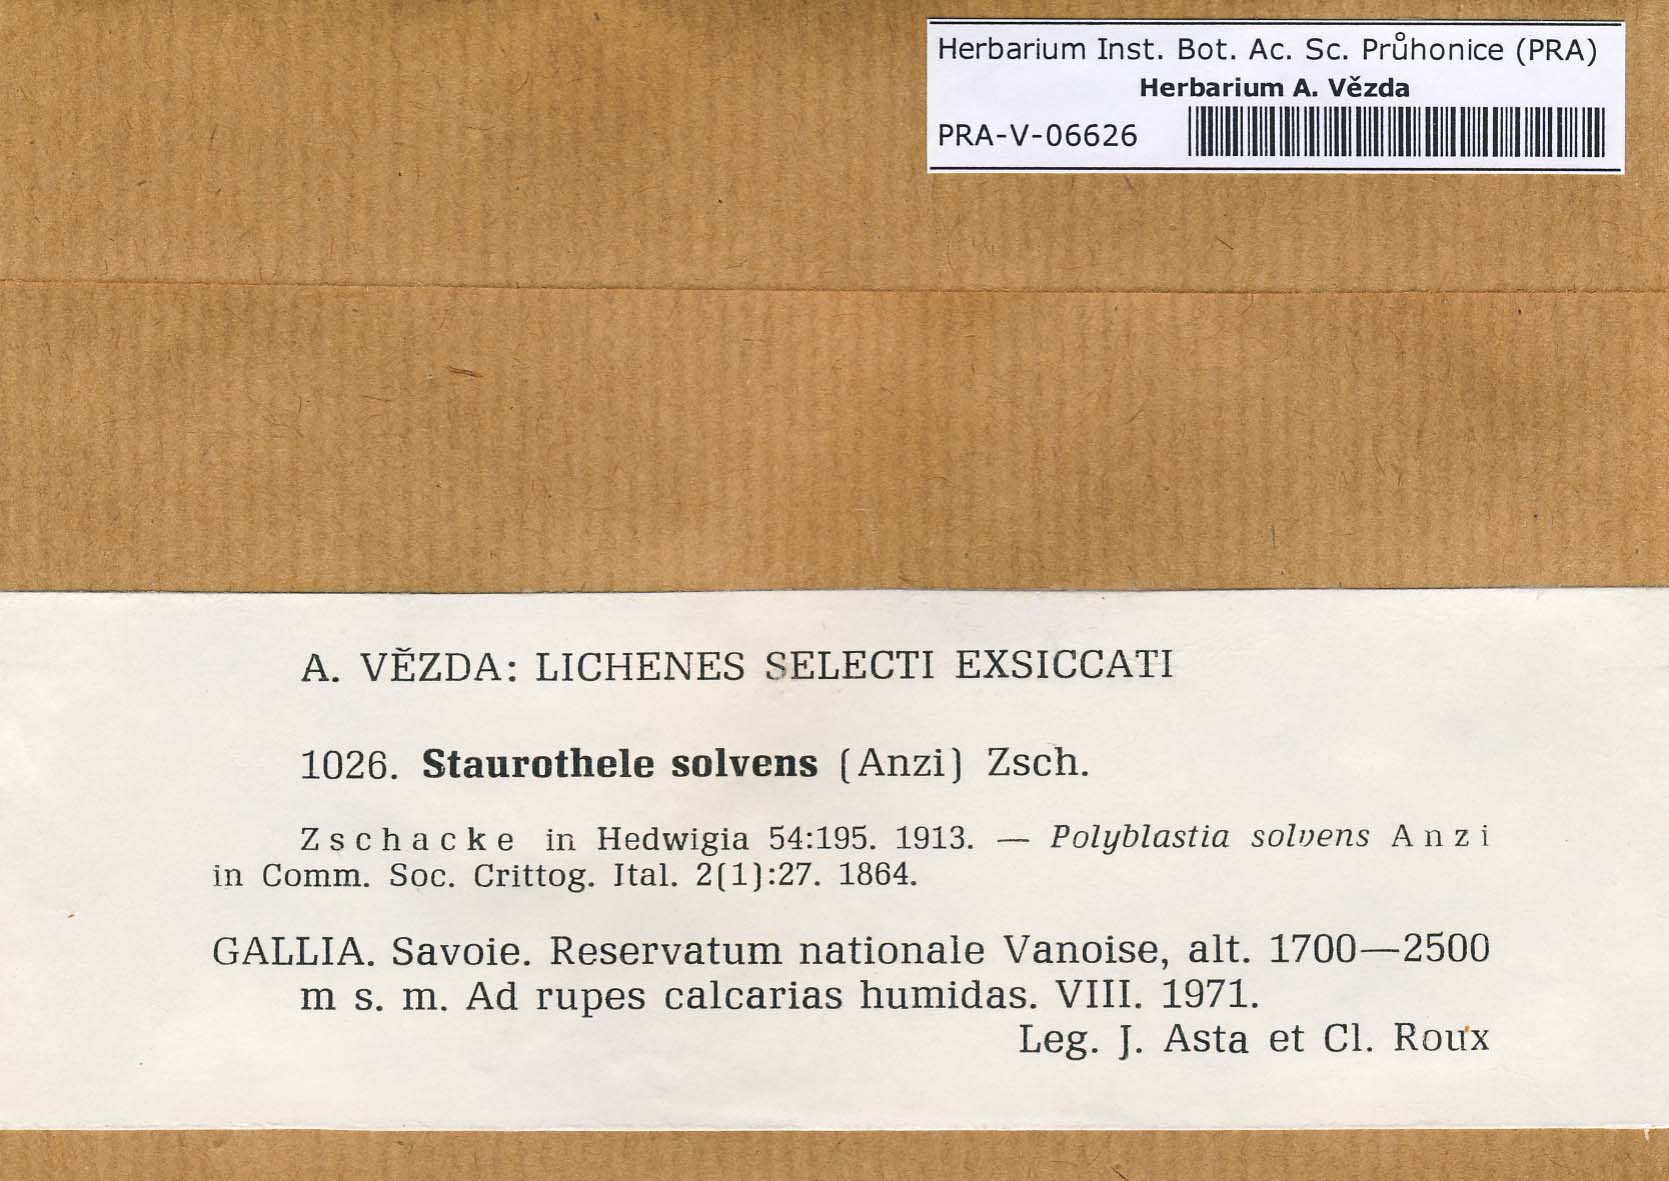 Herbarium Inst. Bot. Ac. Sc. Průhonice (PRA)
Herbarium A. Vězda
PRA-V-06626
A. VĚZDA: LICHENES SELECTI EXSICCATI
1026. Staurothele solvens (Anzi) Zsch.
Zschacke in Hedwigia 54:195. 1913. — Polyblastia solvens Anzi
in Comm. Soc. Crittog. Ital. 2(1):27. 1864.
GALLIA. Savoie. Reservatum nationale Vanoise, alt. 1700—2500
m s. m. Ad rupes calcarias humidas. VIII. 1971.
Leg. J. Asta et Cl. Roux